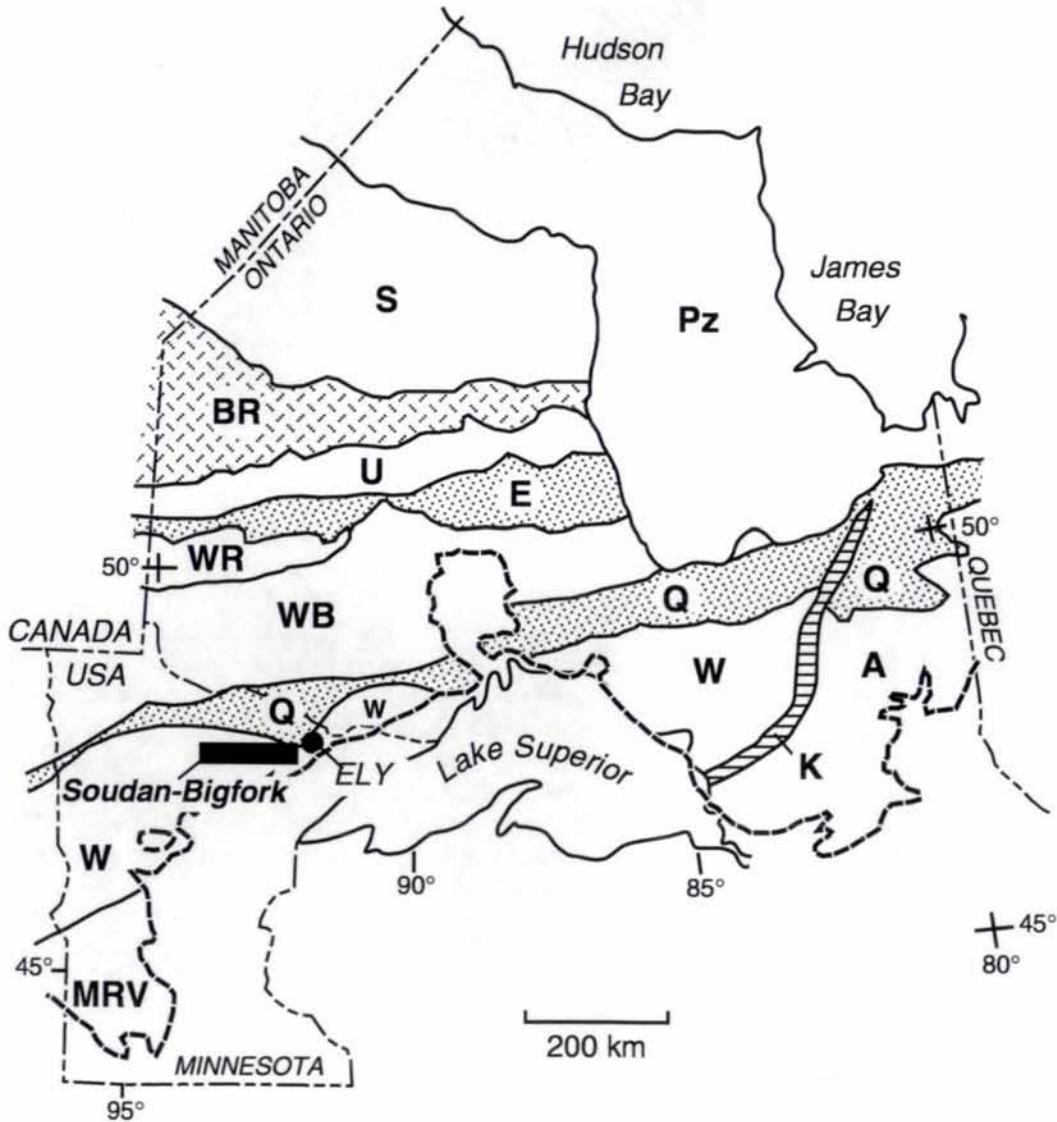 Hudson
Bay
MANITOBA
ONTARIO
James
Bay
S
Pz
BR
U
E
WR
50°
50°
Q
Q
QUEBEC
WB
CANADA
USA
W
A
Q
W
ELY
Lake Superior
K
Soudan-Bigfork
W
90°
85°
45°
80°
45°
MRV
200 km
MINNESOTA
95°